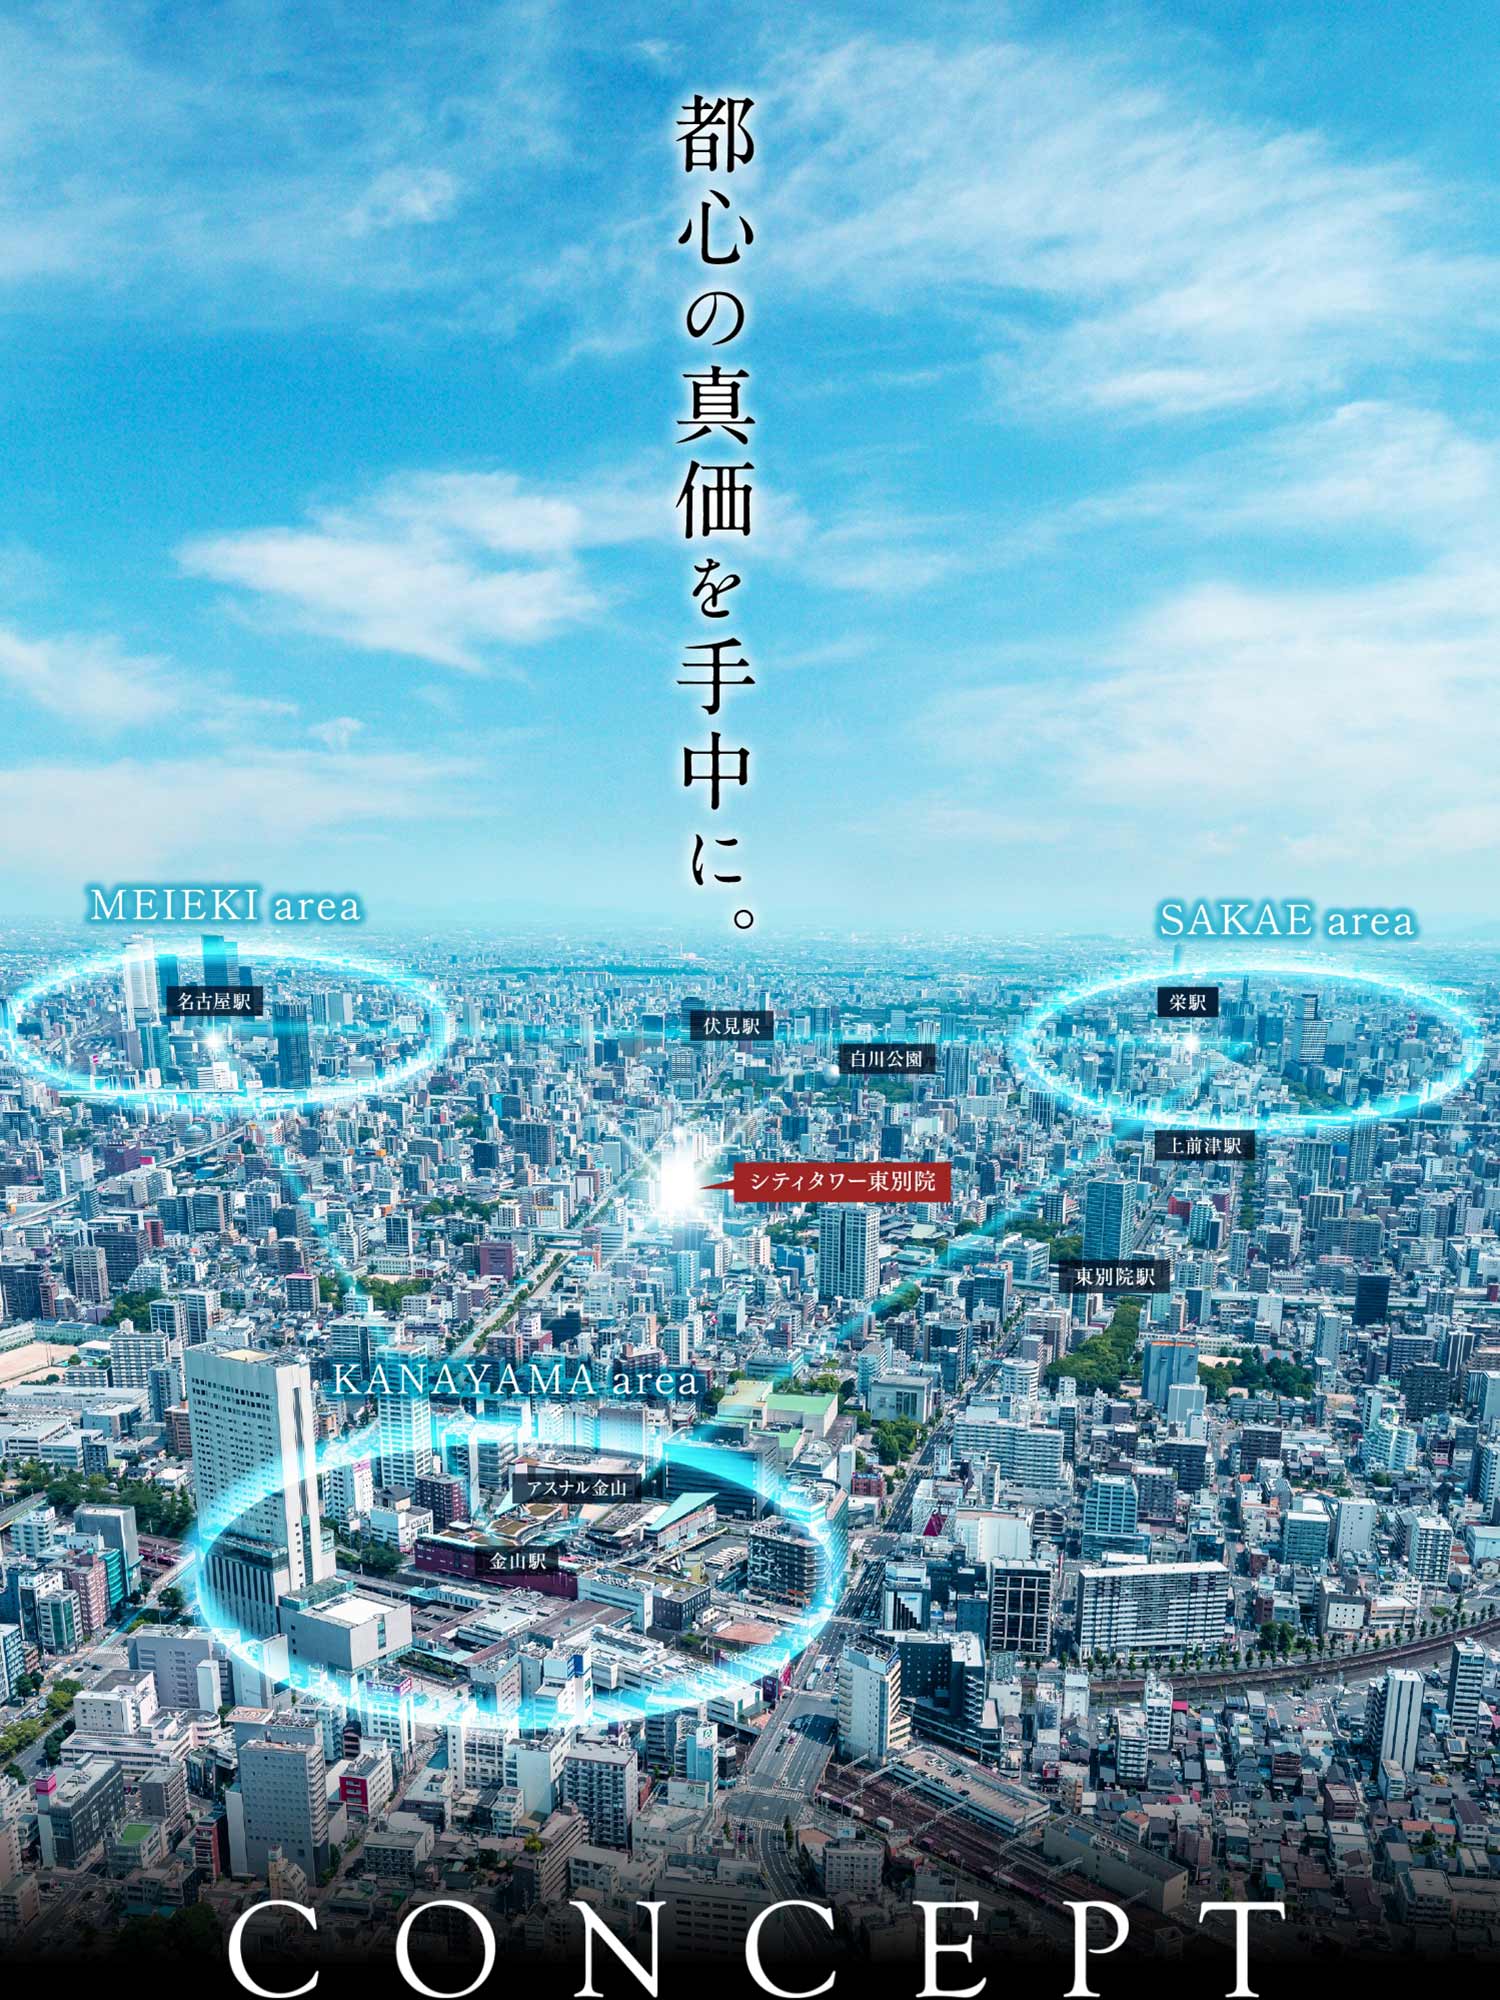 都心の真価を手中に。
MEIEKI area
SAKAE area
名古屋駅
栄駅
伏見駅
白川公園
上前津駅
シティタワー東別院
東別院駅
KANAYAMA area
アスナル金山
金山駅
CONCEPT